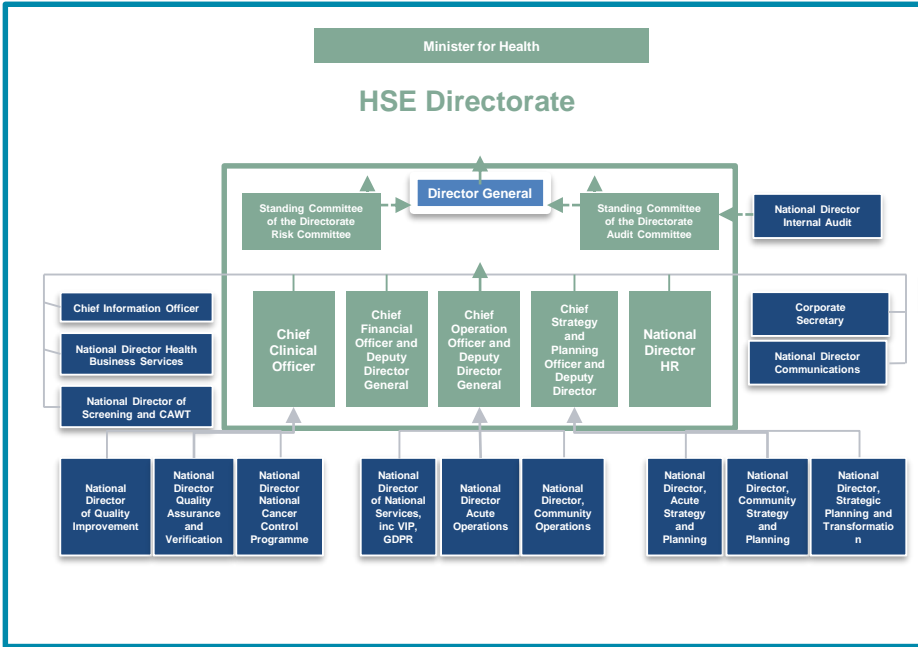 Minister for Health
HSE Directorate
Director General
Standing Committee
of the Directorate
Risk Committee
Standing Committee
of the Directorate
Audit Committee
National Director
Internal Audit
Chief Information Officer
National Director Health
Business Services
National Director of
Screening and CAWT
Chief
Clinical
Officer
Chief
Financial
Officer and
Deputy
Director
General
Chief
Operation
Officer and
Deputy
Director
General
Chief
Strategy
and
Planning
Officer and
Deputy
Director
National
Director
HR
Corporate
Secretary
National Director
Communications
National
Director
of Quality
Improvement
National
Director
Quality
Assurance
and
Verification
National
Director
National
Cancer
Control
Programme
National
Director
of National
Services,
inc VIP,
GDPR
National
Director
Acute
Operations
National
Director,
Community
Operations
National
Director,
Acute
Strategy
and
Planning
National
Director,
Community
Strategy
and
Planning
National
Director,
Strategic
Planning and
Transformatio
n